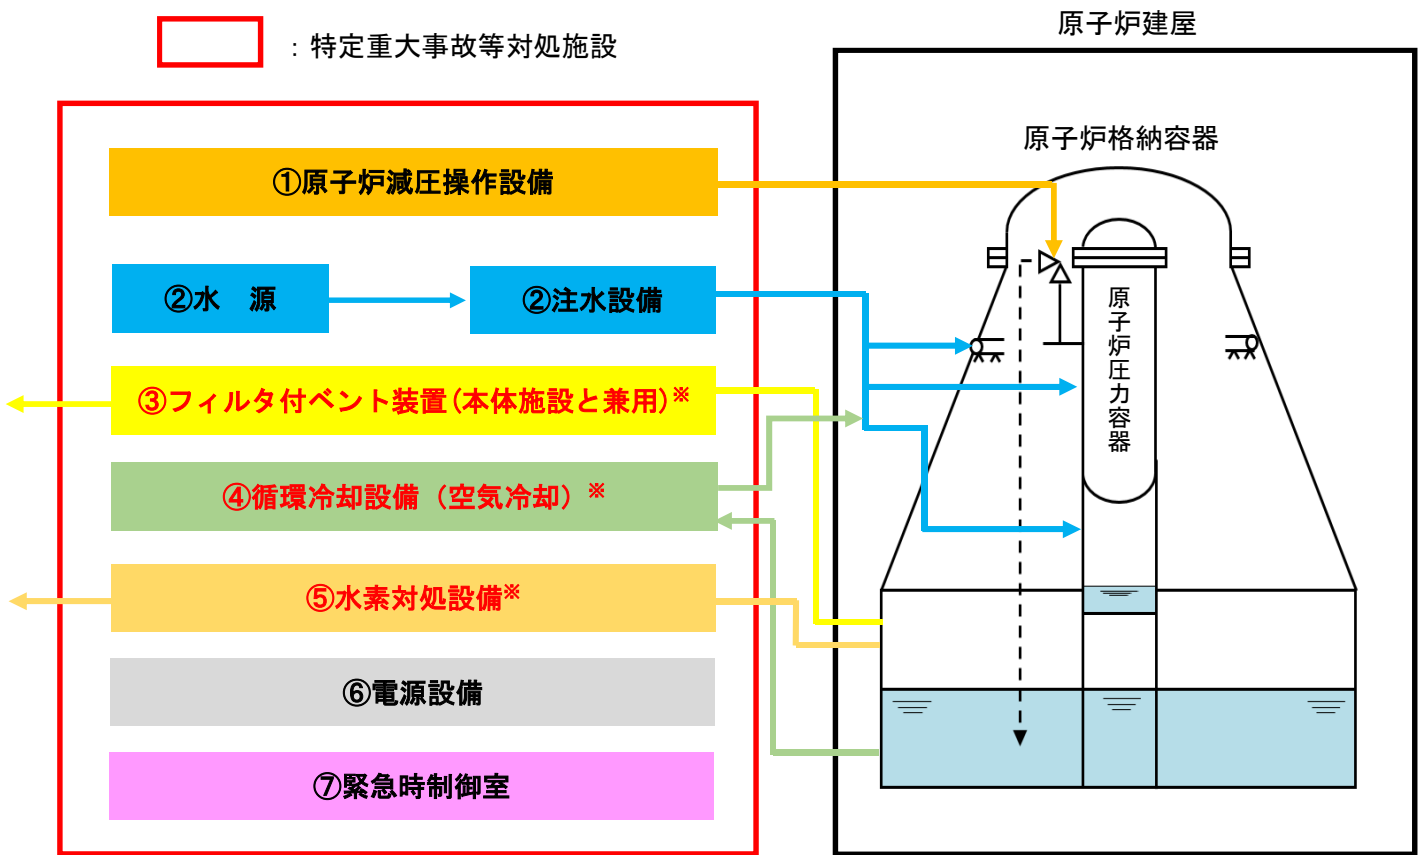 ：特定重大事故等対処施設
原子炉建屋
原子炉格納容器
①原子炉減圧操作設備
②水　源
②注水設備
原子炉圧力容器
③フィルタ付ベント装置(本体施設と兼用)※
④循環冷却設備（空気冷却）※
⑤水素対処設備※
⑥電源設備
⑦緊急時制御室